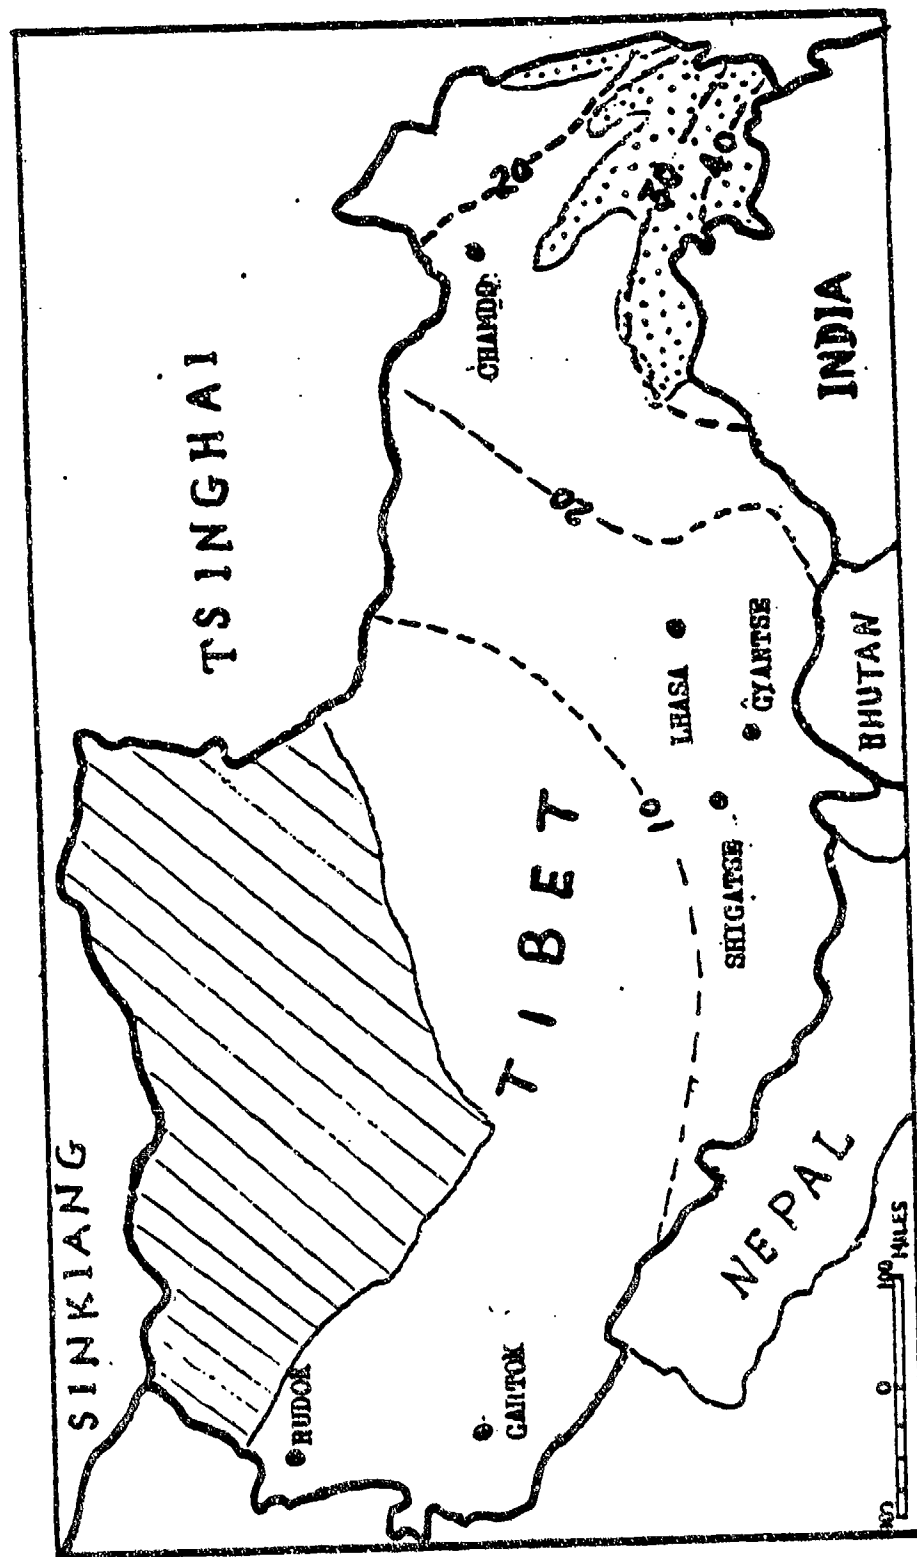 SINKIANG
TSINGHAI
20
CHAMDO
RUDOK
TIBET
20
10
30
40
GARTOK
LHASA
SHIGATSE
GYANTSE
NEPAL
BHUTAN
INDIA
100 0 100
MILES